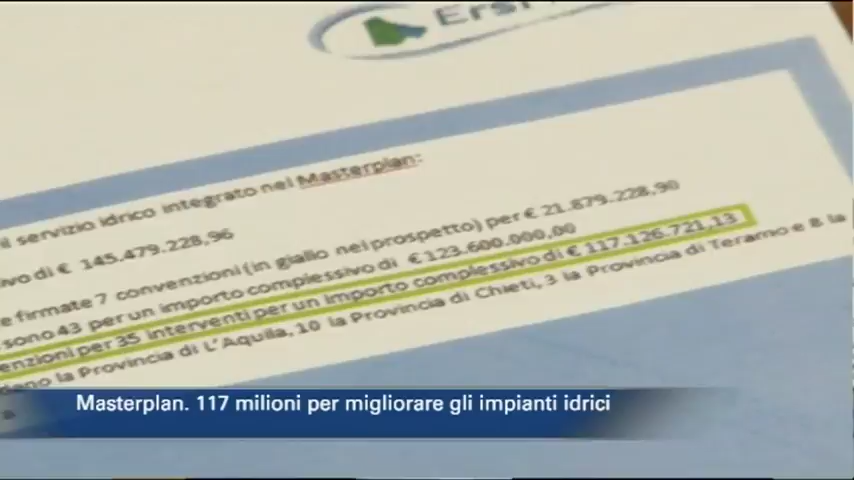 Ersi
il servizio idrico integrato nel Masterplan:
ivo di € 145.479.228,96
e firmate 7 convenzioni (in giallo nel prospetto) per € 21.879.228,90
sono 43 per un importo complessivo di € 123.600.000,00
enzioni per 35 interventi per un importo complessivo di € 117.126.721,13
dano la Provincia di L'Aquila, 10 la Provincia di Chieti, 3 la Provincia di Teramo e 8 la
a
Masterplan. 117 milioni per migliorare gli impianti idrici